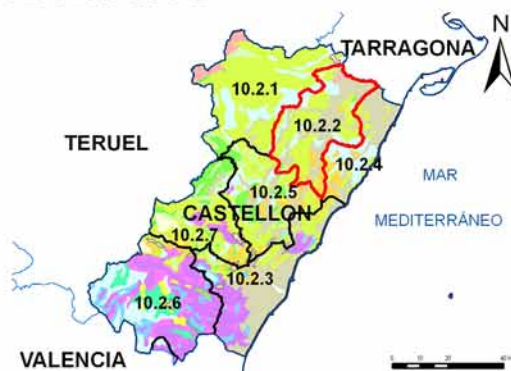 TARRAGONA
N
10.2.1
10.2.2
TERUEL
10.2.4
MAR
10.2.5
CASTELLON
MEDITERRÁNEO
10.2.7
10.2.3
10.2.6
VALENCIA